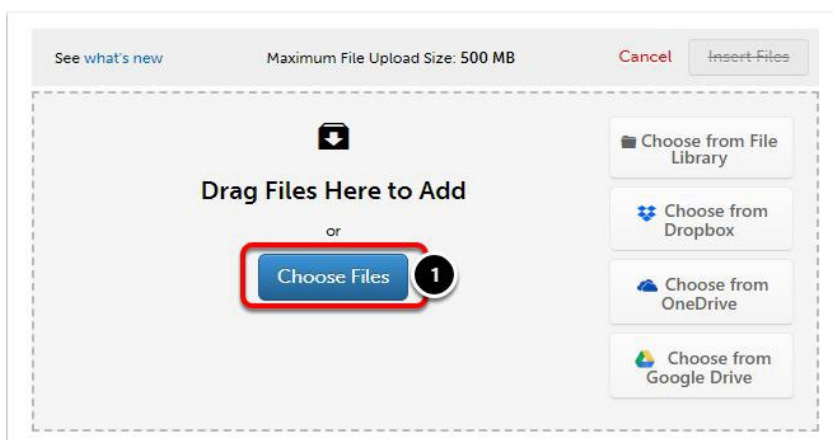 See what's new
Maximum File Upload Size: 500 MB
Cancel
Insert Files
Drag Files Here to Add
or
Choose Files
1
Choose from File
Library
Choose from
Dropbox
Choose from
OneDrive
Choose from
Google Drive